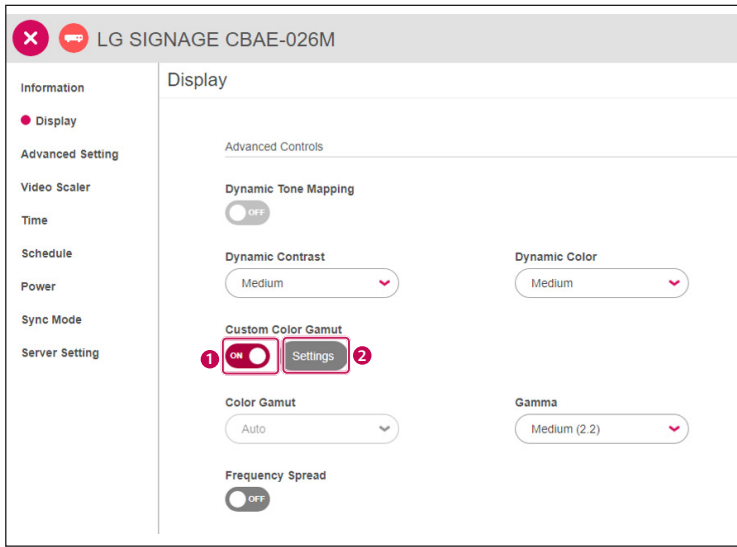 LG SIGNAGE CBAE-026M
Information
Display
Advanced Setting
Video Scaler
Time
Schedule
Power
Sync Mode
Server Setting
Display
Advanced Controls
Dynamic Tone Mapping
OFF
Dynamic Contrast Dynamic Color
Medium Medium
Custom Color Gamut
1 ON Settings 2
Color Gamut Gamma
Auto Medium (2.2)
Frequency Spread
OFF